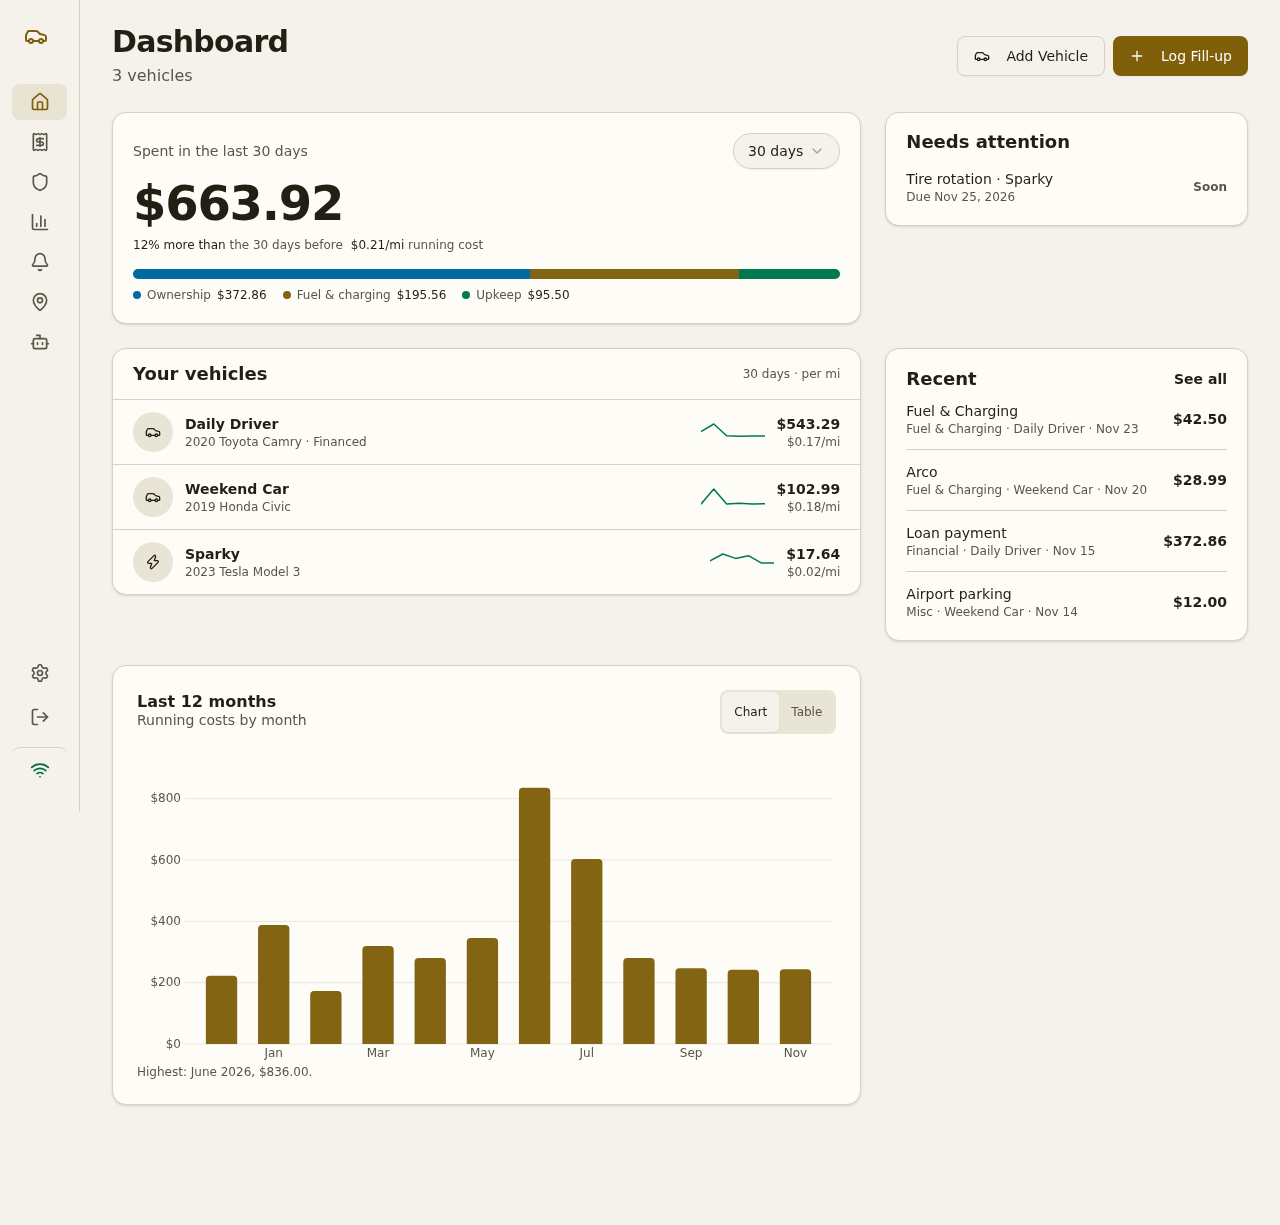 Dashboard
3 vehicles
Add Vehicle
Log Fill-up
Spent in the last 30 days
30 days
$663.92
12% more than the 30 days before $0.21/mi running cost
Ownership $372.86 Fuel & charging $195.56 Upkeep $95.50
Needs attention
Tire rotation · Sparky
Due Nov 25, 2026
Soon
Your vehicles
30 days · per mi
Daily Driver
2020 Toyota Camry · Financed
$543.29
$0.17/mi
Weekend Car
2019 Honda Civic
$102.99
$0.18/mi
Sparky
2023 Tesla Model 3
$17.64
$0.02/mi
Recent
See all
Fuel & Charging
Fuel & Charging · Daily Driver · Nov 23
$42.50
Arco
Fuel & Charging · Weekend Car · Nov 20
$28.99
Loan payment
Financial · Daily Driver · Nov 15
$372.86
Airport parking
Misc · Weekend Car · Nov 14
$12.00
Last 12 months
Running costs by month
Chart
Table
$800
$600
$400
$200
$0
Jan Mar May Jul Sep Nov
Highest: June 2026, $836.00.